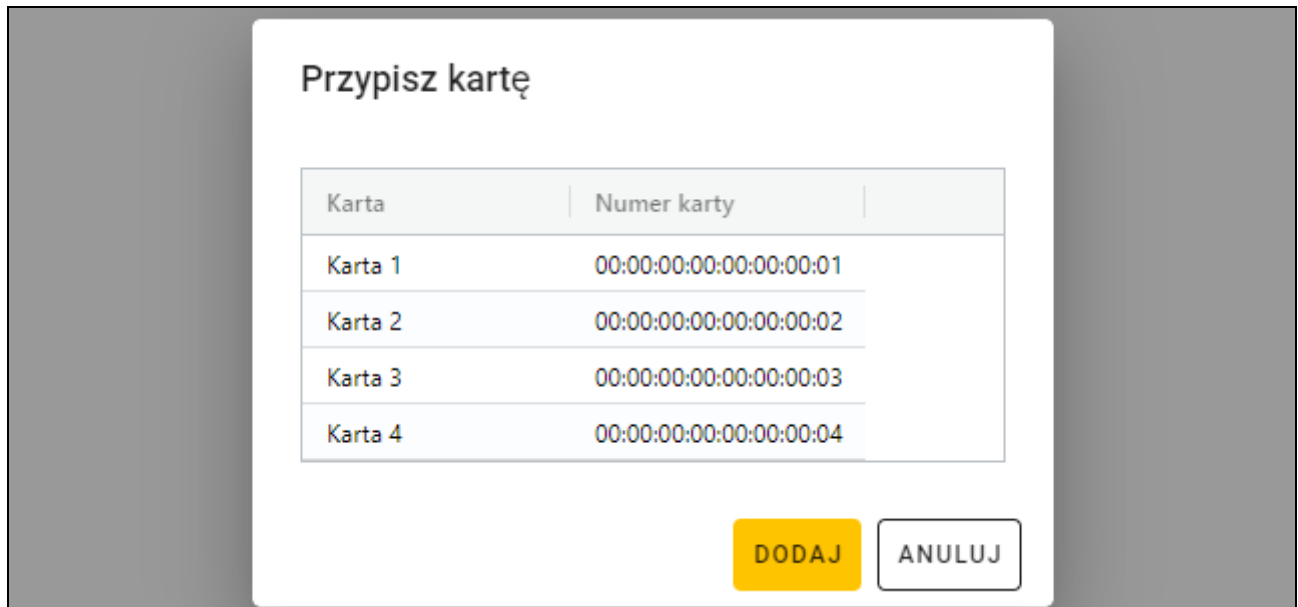 Przypisz kartę
Karta Numer karty
Karta 1 00:00:00:00:00:00:00:01
Karta 2 00:00:00:00:00:00:00:02
Karta 3 00:00:00:00:00:00:00:03
Karta 4 00:00:00:00:00:00:00:04
DODAJ ANULUJ